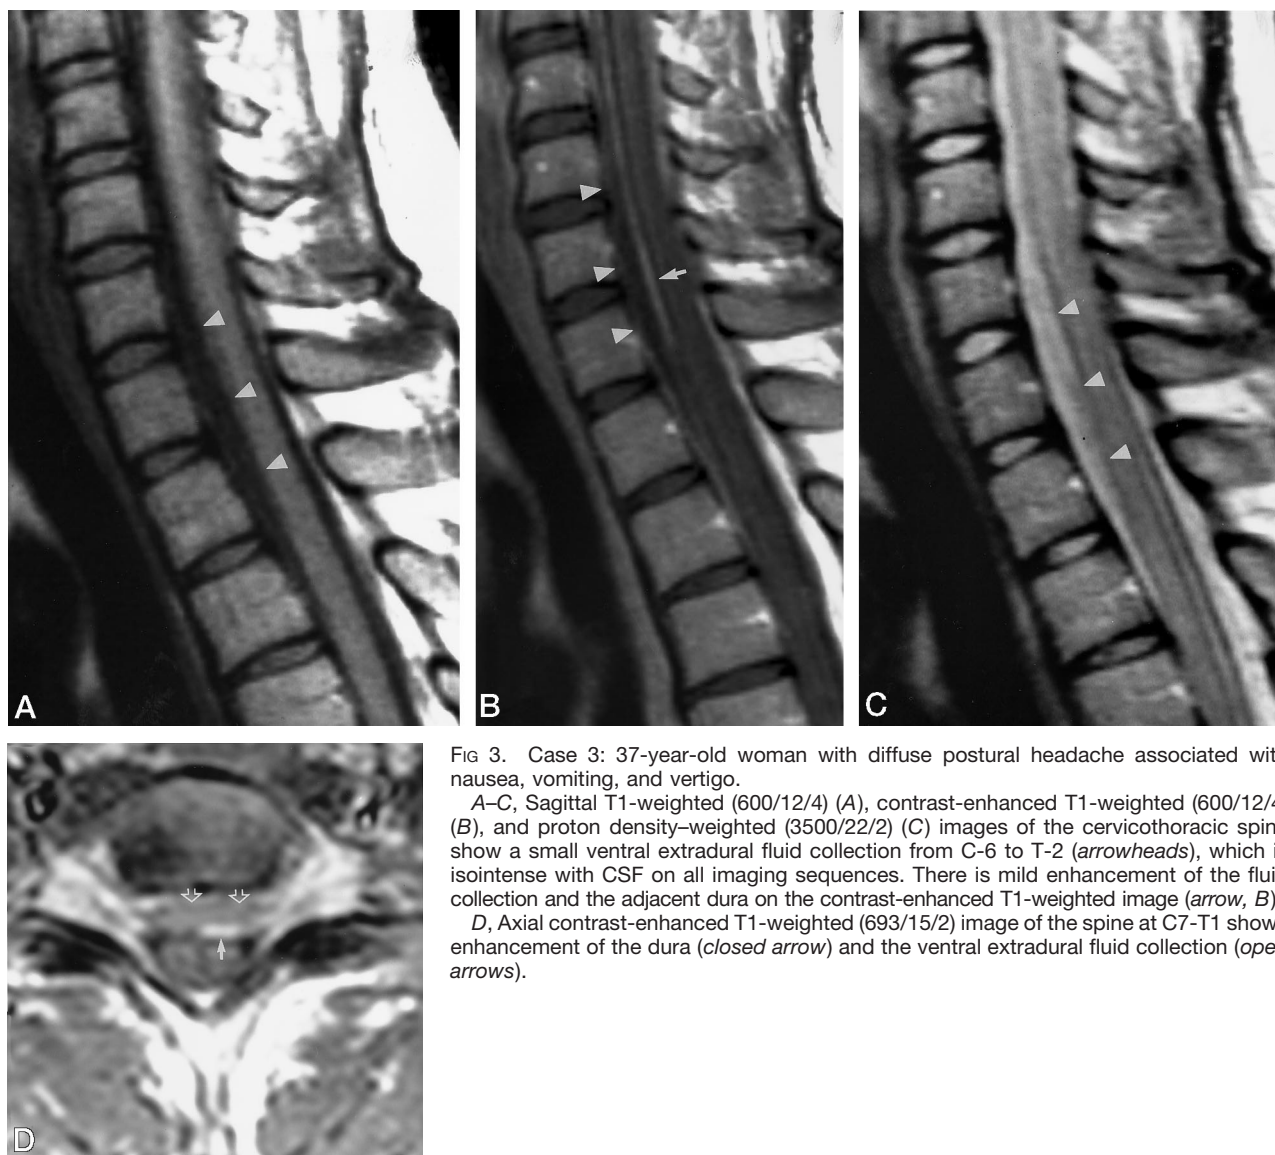 A
B
C
D
FIG 3. Case 3: 37-year-old woman with diffuse postural headache associated wit
nausea, vomiting, and vertigo.
A–C, Sagittal T1-weighted (600/12/4) (A), contrast-enhanced T1-weighted (600/12/4
(B), and proton density–weighted (3500/22/2) (C) images of the cervicothoracic spin
show a small ventral extradural fluid collection from C-6 to T-2 (arrowheads), which i
isointense with CSF on all imaging sequences. There is mild enhancement of the flui
collection and the adjacent dura on the contrast-enhanced T1-weighted image (arrow, B)
D, Axial contrast-enhanced T1-weighted (693/15/2) image of the spine at C7-T1 show
enhancement of the dura (closed arrow) and the ventral extradural fluid collection (ope
arrows).